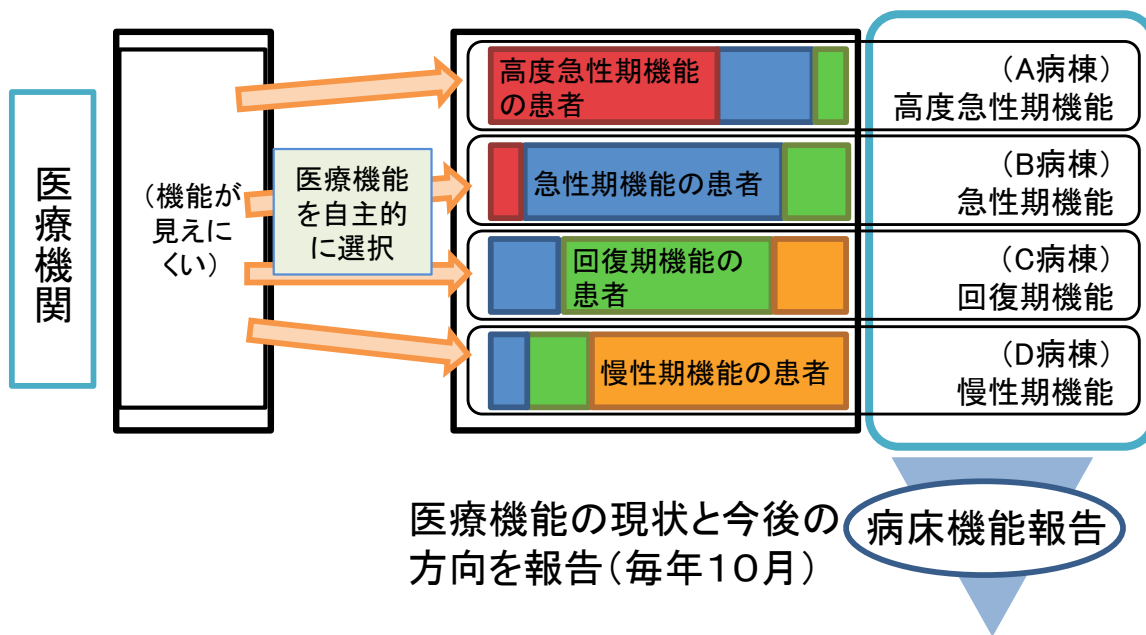 医療機関
(機能が
見えに
くい)
医療機能
を自主的
に選択
高度急性期機能
の患者
(A病棟)
高度急性期機能
急性期機能の患者
(B病棟)
急性期機能
回復期機能の
患者
(C病棟)
回復期機能
慢性期機能の患者
(D病棟)
慢性期機能
医療機能の現状と今後の
方向を報告(毎年10月)
病床機能報告